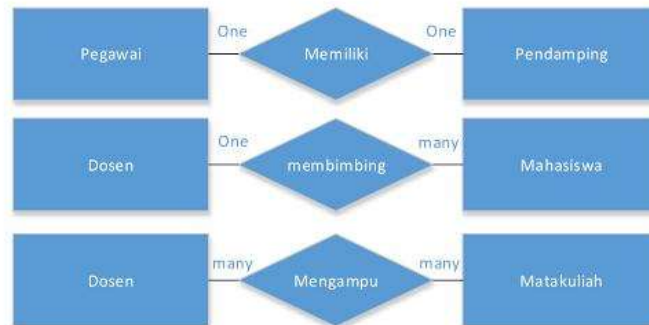 One One
Pegawai Memiliki Pendamping
One many
Dosen membimbing Mahasiswa
many many
Dosen Mengampu Matakuliah